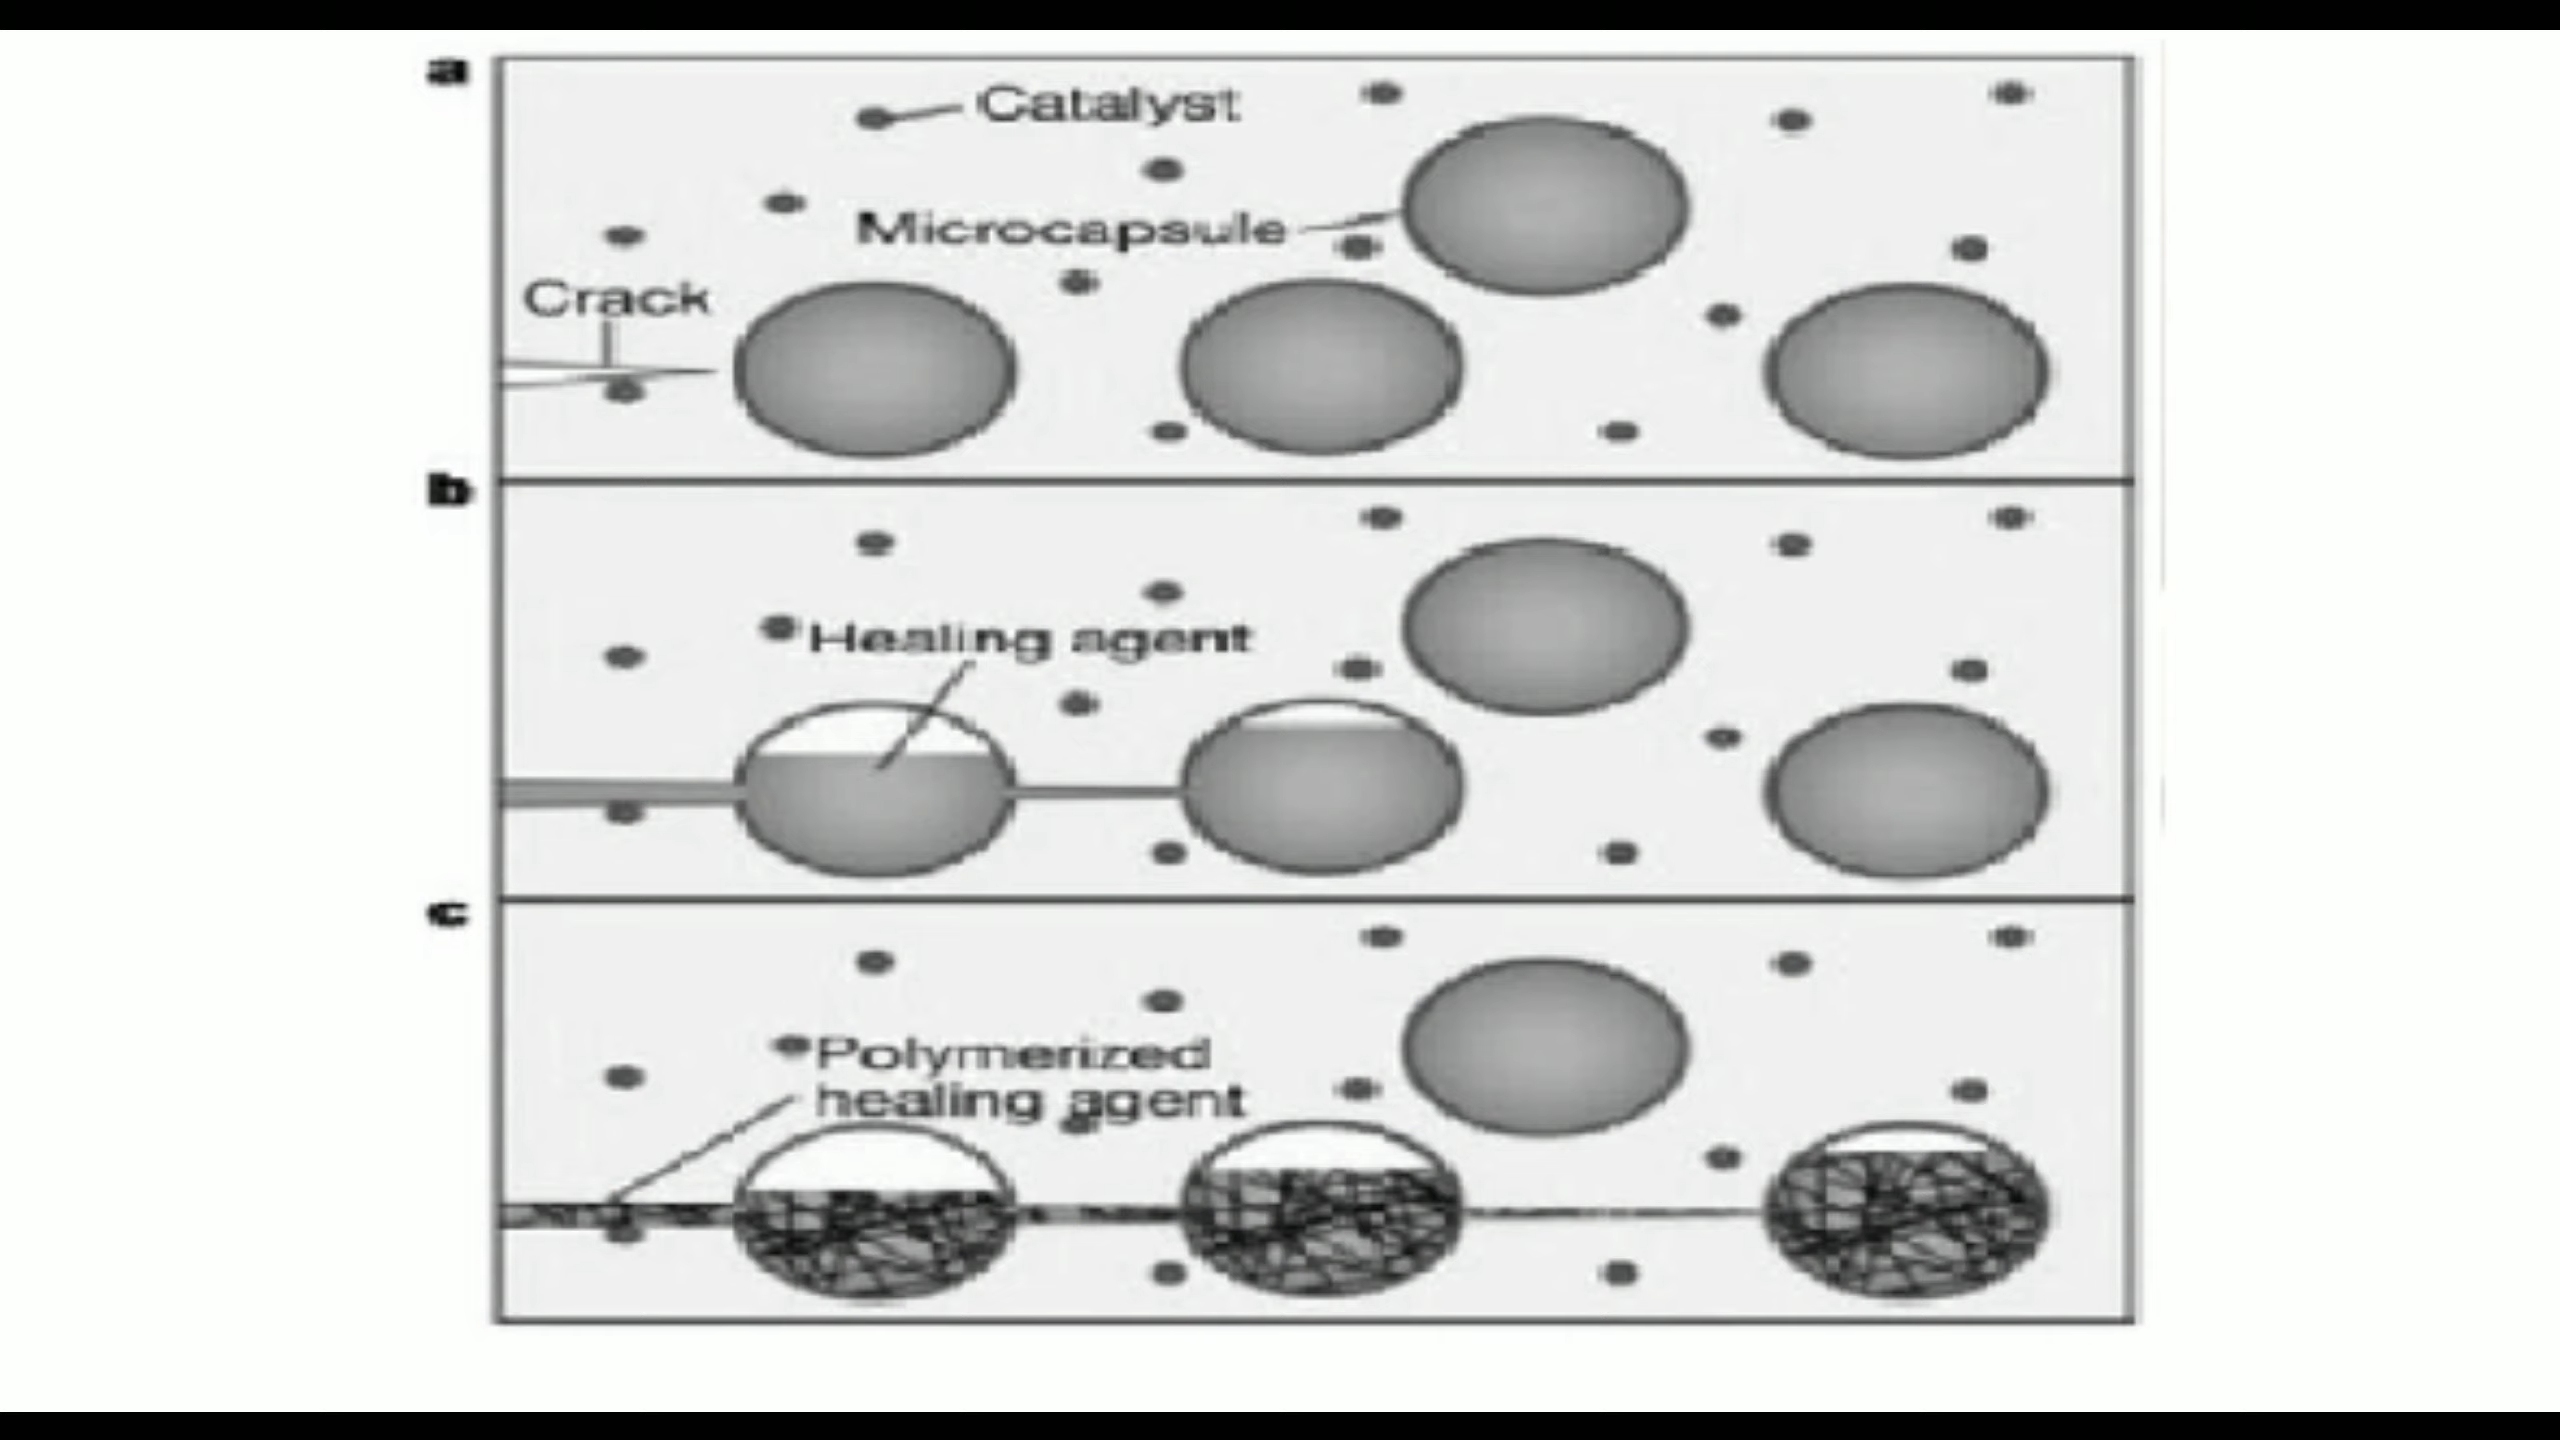 a
Catalyst
Microcapsule
Crack
b
Healing agent
c
Polymerized
healing agent